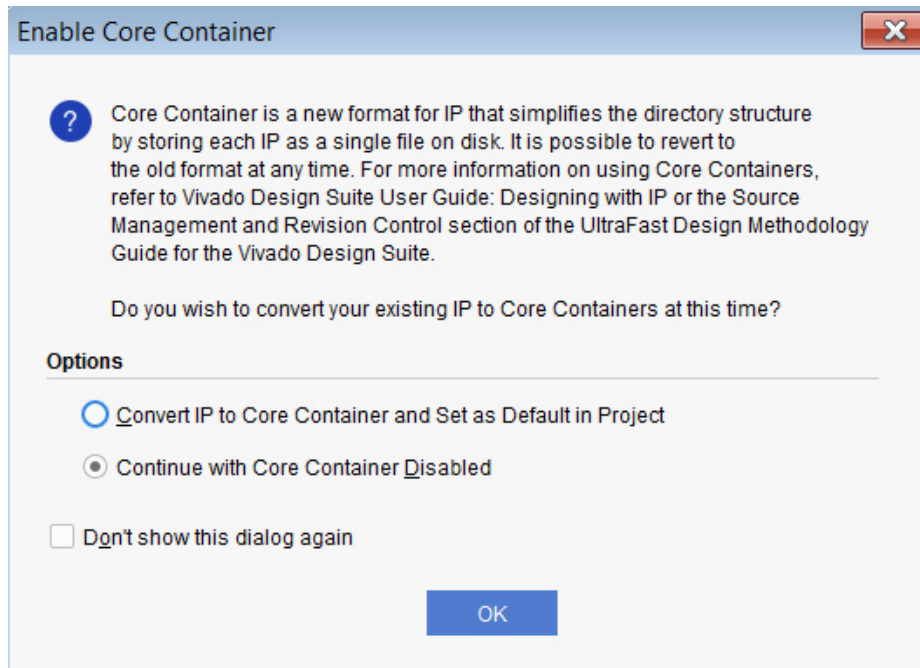 Enable Core Container
Core Container is a new format for IP that simplifies the directory structure
by storing each IP as a single file on disk. It is possible to revert to
the old format at any time. For more information on using Core Containers,
refer to Vivado Design Suite User Guide: Designing with IP or the Source
Management and Revision Control section of the UltraFast Design Methodology
Guide for the Vivado Design Suite.
Do you wish to convert your existing IP to Core Containers at this time?
Options
Convert IP to Core Container and Set as Default in Project
Continue with Core Container Disabled
Don't show this dialog again
OK